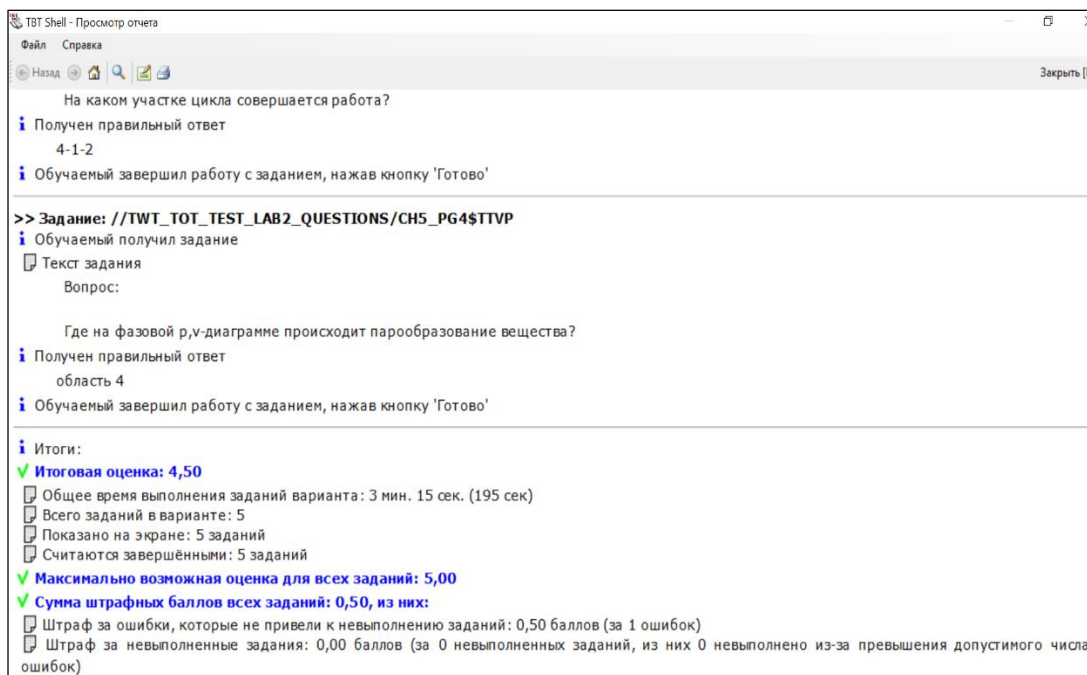 TBT Shell - Просмотр отчета
Файл Справка
Назад
Закрыть [
На каком участке цикла совершается работа?
i Получен правильный ответ
4-1-2
i Обучаемый завершил работу с заданием, нажав кнопку 'Готово'
>> Задание: //TWT_TOT_TEST_LAB2_QUESTIONS/CH5_PG4$TTVP
i Обучаемый получил задание
Текст задания
Вопрос:
Где на фазовой p,v-диаграмме происходит парообразование вещества?
i Получен правильный ответ
область 4
i Обучаемый завершил работу с заданием, нажав кнопку 'Готово'
i Итоги:
Итоговая оценка: 4,50
Общее время выполнения заданий варианта: 3 мин. 15 сек. (195 сек)
Всего заданий в варианте: 5
Показано на экране: 5 заданий
Считаются завершёнными: 5 заданий
Максимально возможная оценка для всех заданий: 5,00
Сумма штрафных баллов всех заданий: 0,50, из них:
Штраф за ошибки, которые не привели к невыполнению заданий: 0,50 баллов (за 1 ошибок)
Штраф за невыполненные задания: 0,00 баллов (за 0 невыполненных заданий, из них 0 невыполнено из-за превышения допустимого числа
ошибок)